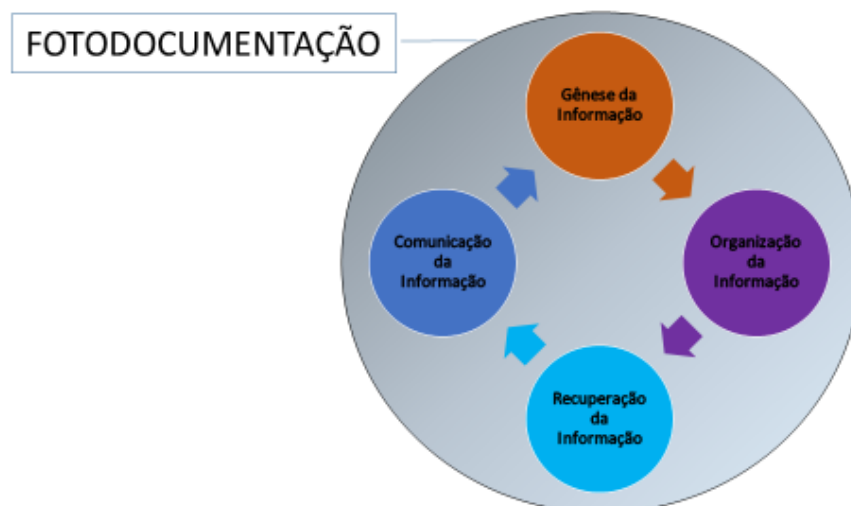 FOTODOCUMENTAÇÃO
Gênese da
Informação
Organização
da
Informação
Recuperação
da
Informação
Comunicação
da
Informação